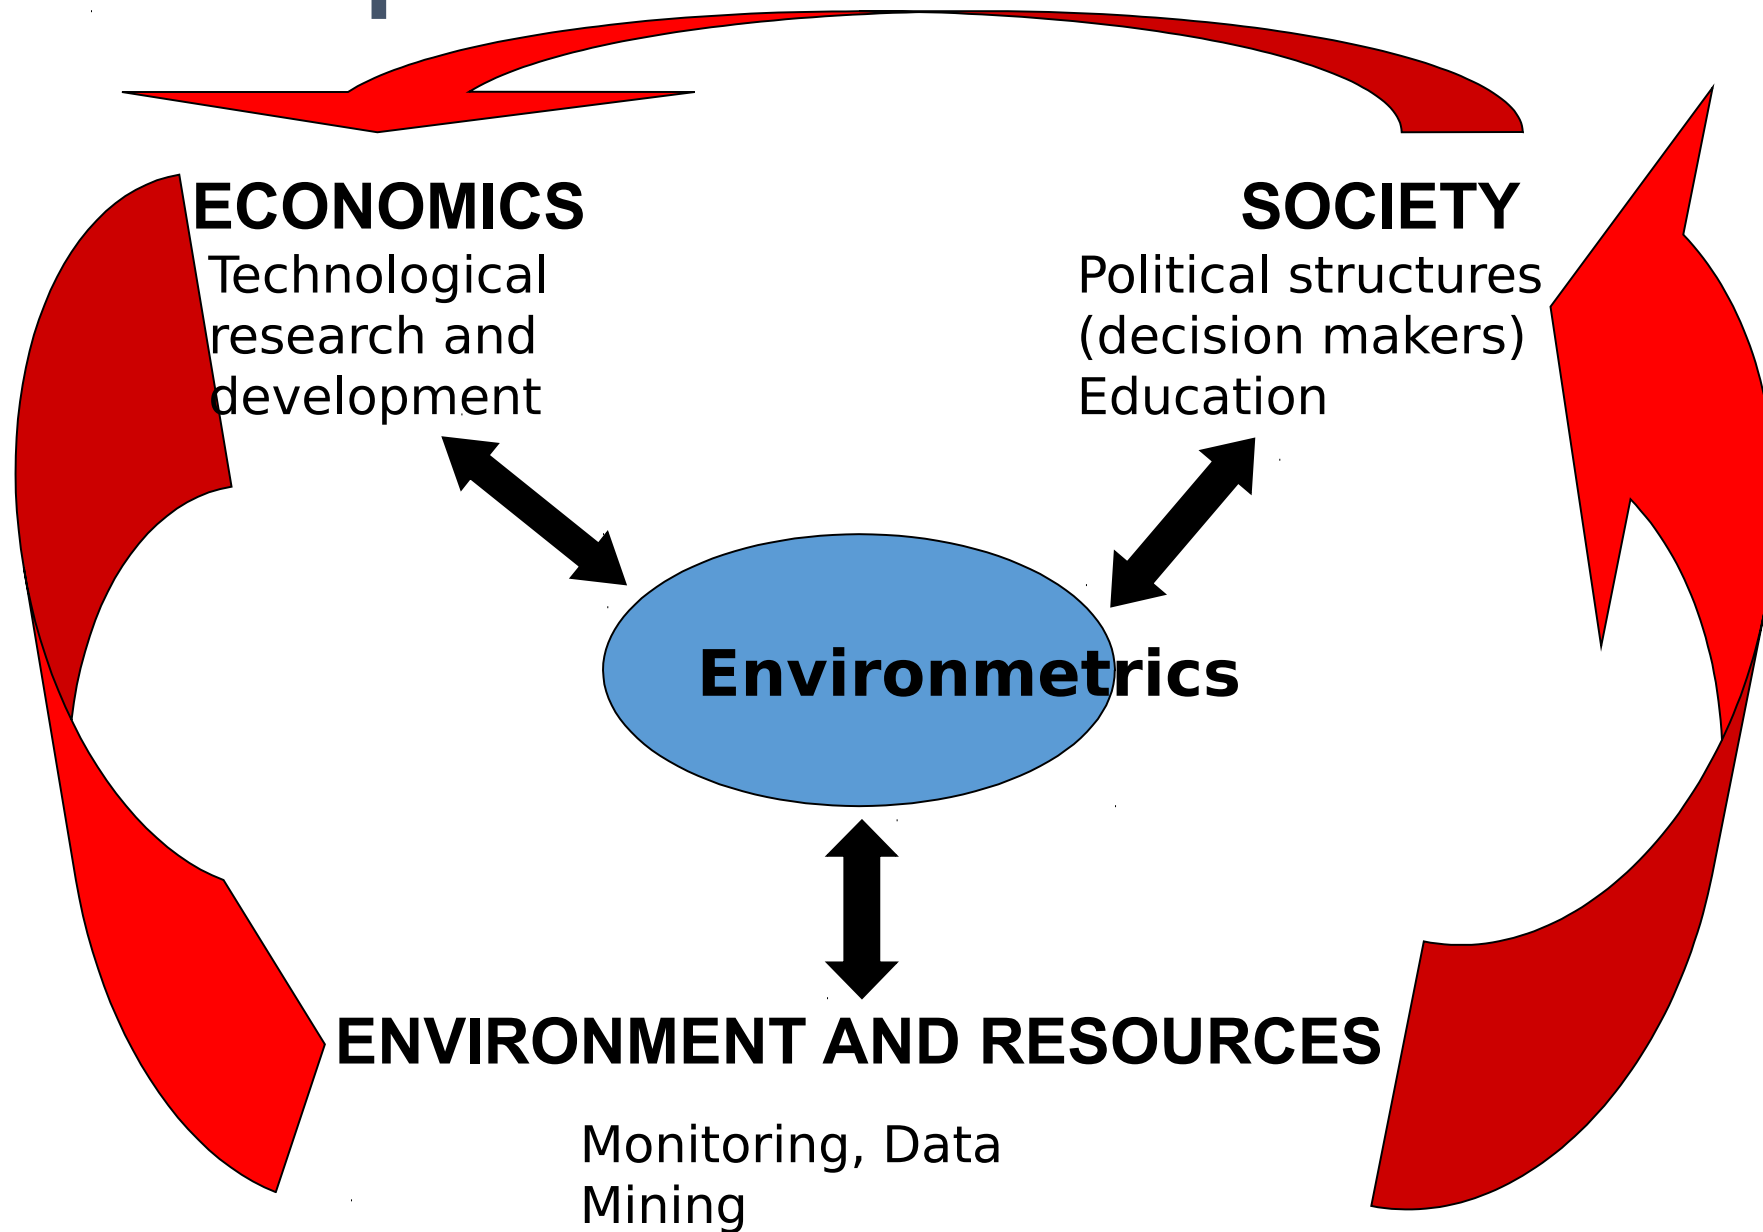 ECONOMICS
Technological
research and
development
SOCIETY
Political structures
(decision makers)
Education
Environmetrics
ENVIRONMENT AND RESOURCES
Monitoring, Data
Mining